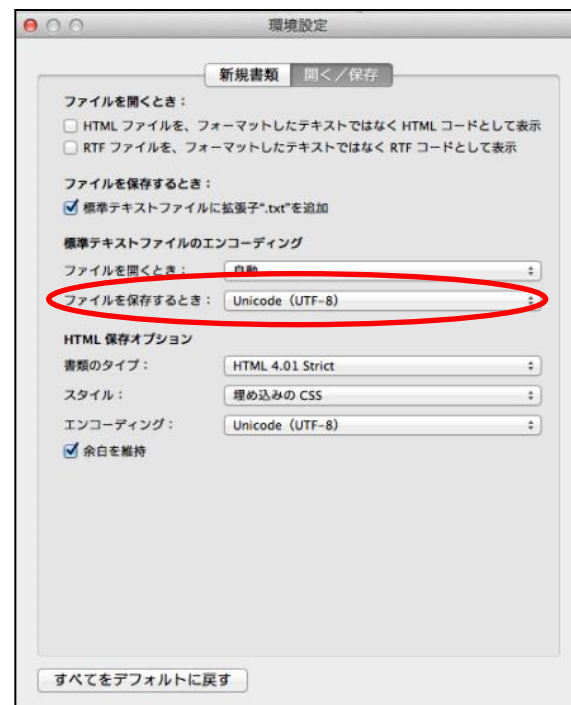 環境設定
新規書類 開く／保存
ファイルを開くとき：
HTML ファイルを、フォーマットしたテキストではなく HTML コードとして表示
RTF ファイルを、フォーマットしたテキストではなく RTF コードとして表示
ファイルを保存するとき：
標準テキストファイルに拡張子“.txt”を追加
標準テキストファイルのエンコーディング
ファイルを開くとき： 自動
ファイルを保存するとき： Unicode（UTF-8）
HTML 保存オプション
書類のタイプ： HTML 4.01 Strict
スタイル： 埋め込みの CSS
エンコーディング： Unicode（UTF-8）
余白を維持
すべてをデフォルトに戻す